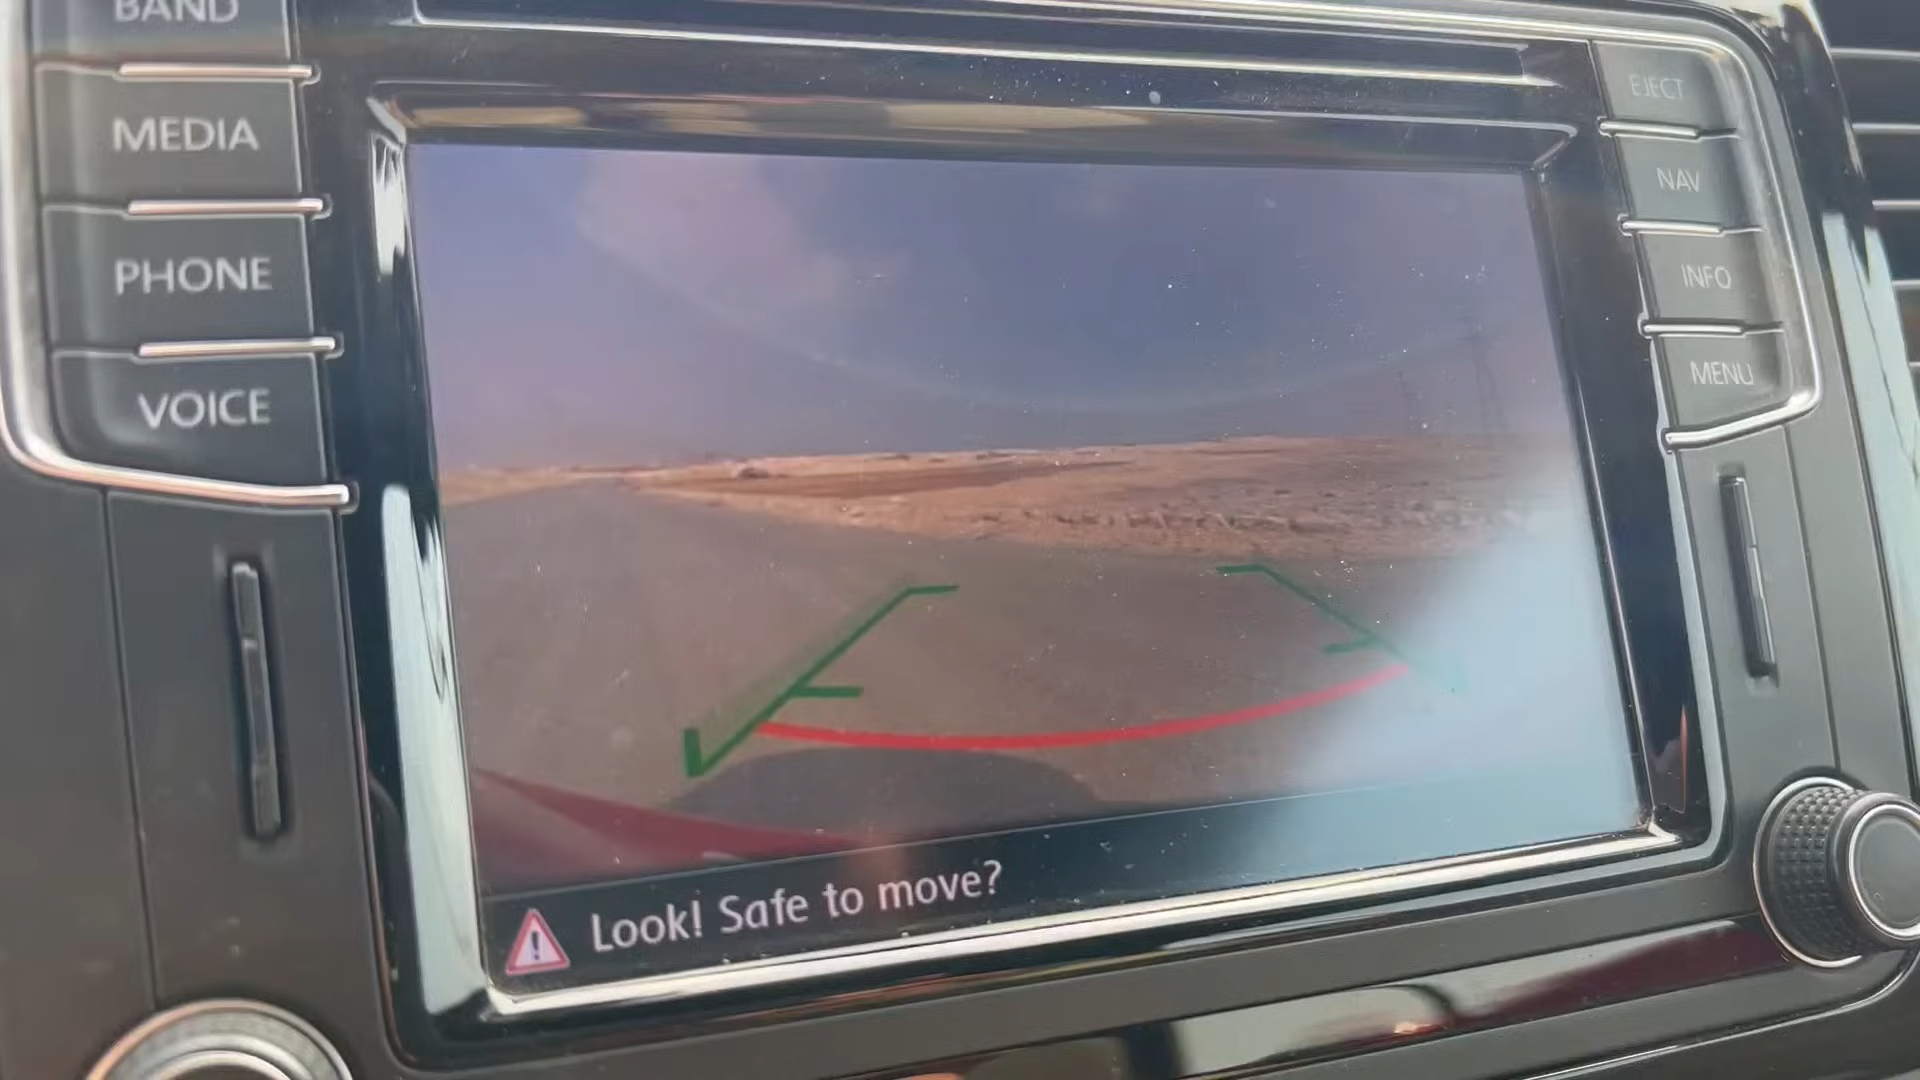 BAND
MEDIA
PHONE
VOICE
EJECT
NAV
INFO
MENU
Look! Safe to move?